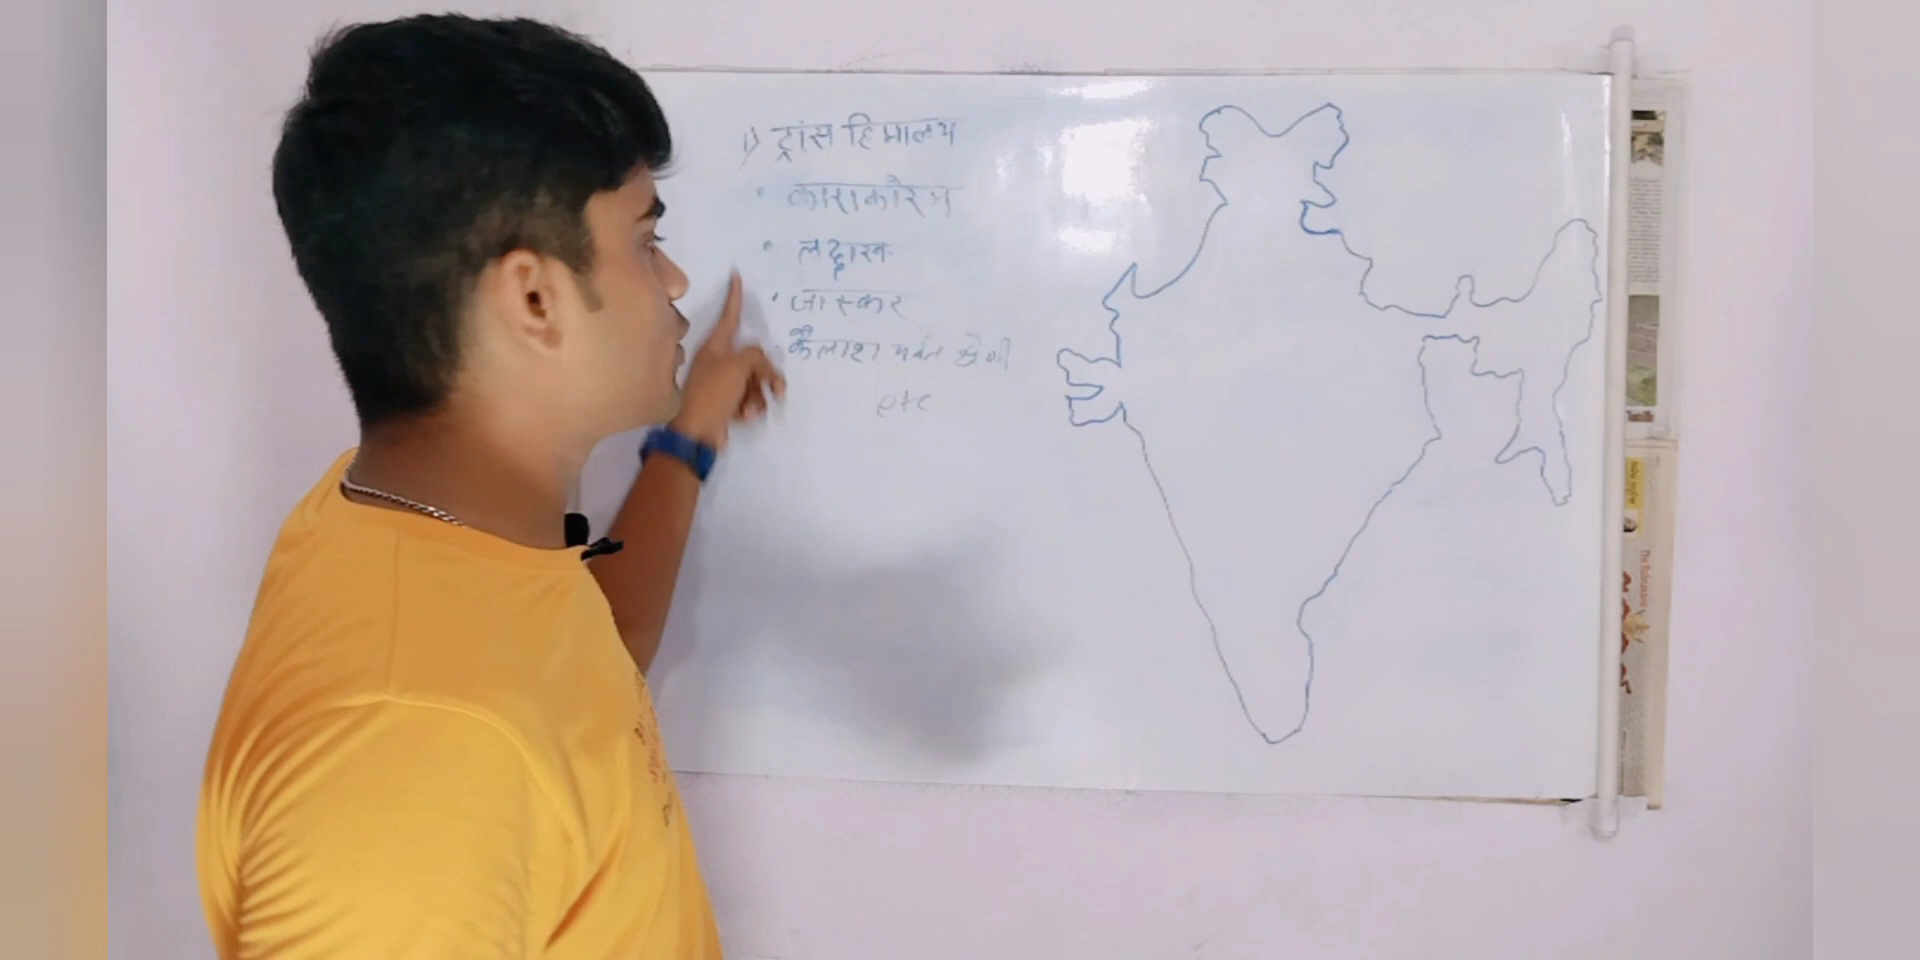 1) ट्रांस हिमालय
• काराकोरम
• लद्दाख
• जास्कर
• कैलाश पर्वत श्रेणी
etc